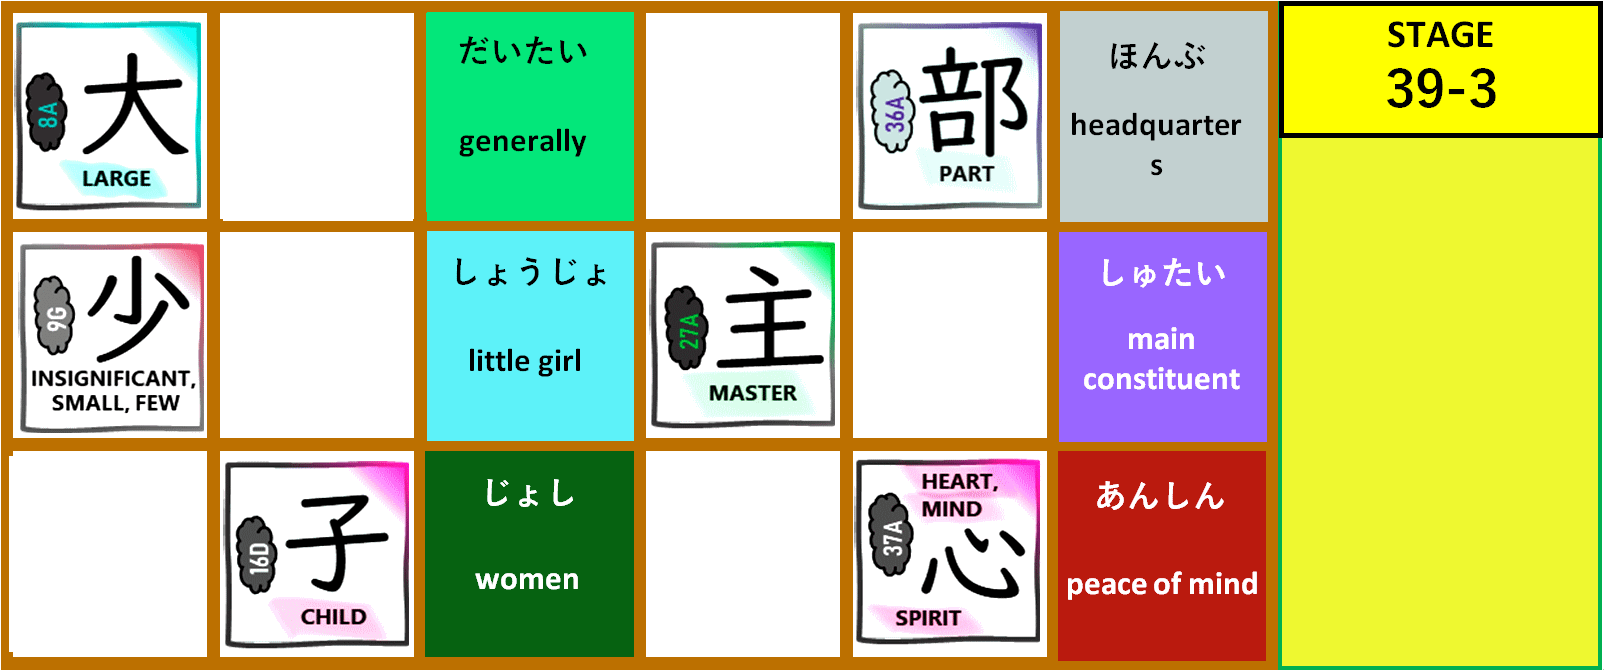 8A
大
LARGE
だいたい
generally
36A
部
PART
ほんぶ
headquarter
s
STAGE
39-3
9G
少
INSIGNIFICANT,
SMALL, FEW
しょうじょ
little girl
27A
主
MASTER
しゅたい
main
constituent
16D
子
CHILD
じょし
women
HEART,
MIND
37A
心
SPIRIT
あんしん
peace of mind